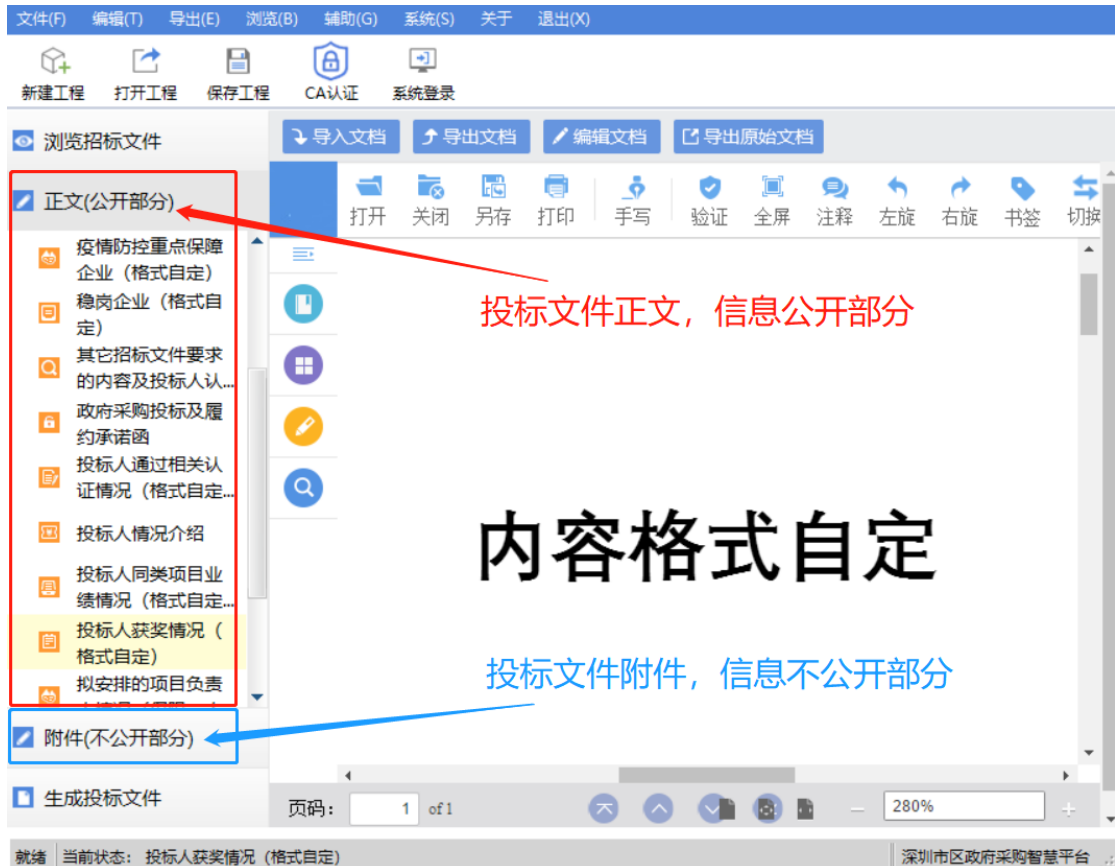 文件(F) 编辑(T) 导出(E) 浏览(B) 辅助(G) 系统(S) 关于 退出(X)
新建工程 打开工程 保存工程 CA认证 系统登录
浏览招标文件
导入文档 导出文档 编辑文档 导出原始文档
正文(公开部分)
打开 关闭 另存 打印 手写 验证 全屏 注释 左旋 右旋 书签 切换
疫情防控重点保障
企业（格式自定）
稳岗企业（格式自
定）
其它招标文件要求
的内容及投标人认...
政府采购投标及履
约承诺函
投标人通过相关认
证情况（格式自定...
投标人情况介绍
投标人同类项目业
绩情况（格式自定...
投标人获奖情况（
格式自定）
拟安排的项目负责
投标文件正文，信息公开部分
内容格式自定
投标文件附件，信息不公开部分
附件(不公开部分)
生成投标文件
页码： 1 of 1 280%
就绪 当前状态： 投标人获奖情况（格式自定） 深圳市区政府采购智慧平台